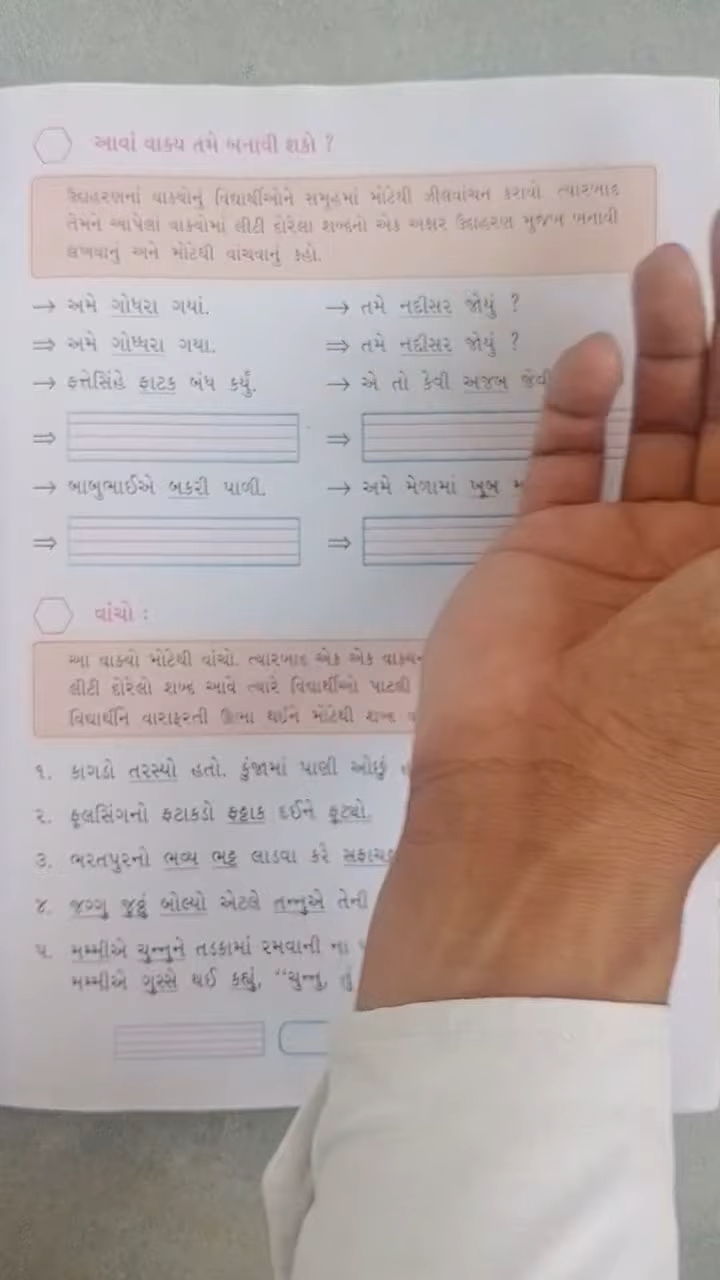 આવાં વાક્ય તમે બનાવી શકો ?
ઉદાહરણનાં વાક્યોનું વિદ્યાર્થીઓને સમૂહમાં મોટેથી ઝીલવાંચન કરાવો. ત્યારબાદ
તેમને આપેલાં વાક્યોમાં લીટી દોરેલા શબ્દનો એક અક્ષર ઉદાહરણ મુજબ બનાવી
લખવાનું અને મોટેથી વાંચવાનું કહો.
→ અમે ગોધરા ગયાં. → તમે નદીસર જોયું ?
⇒ અમે ગોધ્ધરા ગયા. ⇒ તમે નદ્દીસર જોયું ?
→ ફત્તેસિંહે ફાટક બંધ કર્યું. → એ તો કેવી અજબ જેવી
⇒ ⇒
→ બાબુભાઈએ બકરી પાળી. → અમે મેળામાં ખૂબ
⇒ ⇒
વાંચો :
આ વાક્યો મોટેથી વાંચો. ત્યારબાદ એક એક
લીટી દોરેલો શબ્દ આવે ત્યારે વિદ્યાર્થીઓ પાટલી
વિદ્યાર્થીને વારાફરતી ઊભા થઈને મોટેથી શબ્દ
૧. કાગડો તરસ્યો હતો. કુંજામાં પાણી ઓછું
૨. ફૂલસિંગનો ફટાકડો ફટ્ટાક દઈને ફૂટ્યો.
૩. ભરતપુરનો ભવ્ય ભટ્ટ લાડવા કરે
૪. જગ્ગુ જુઠ્ઠું બોલ્યો એટલે તન્નુએ તેની
૫. મમ્મીએ ચુન્નુને તડકામાં રમવાની ના
મમ્મીએ ગુસ્સે થઈ કહ્યું, “ચુન્નુ, તું